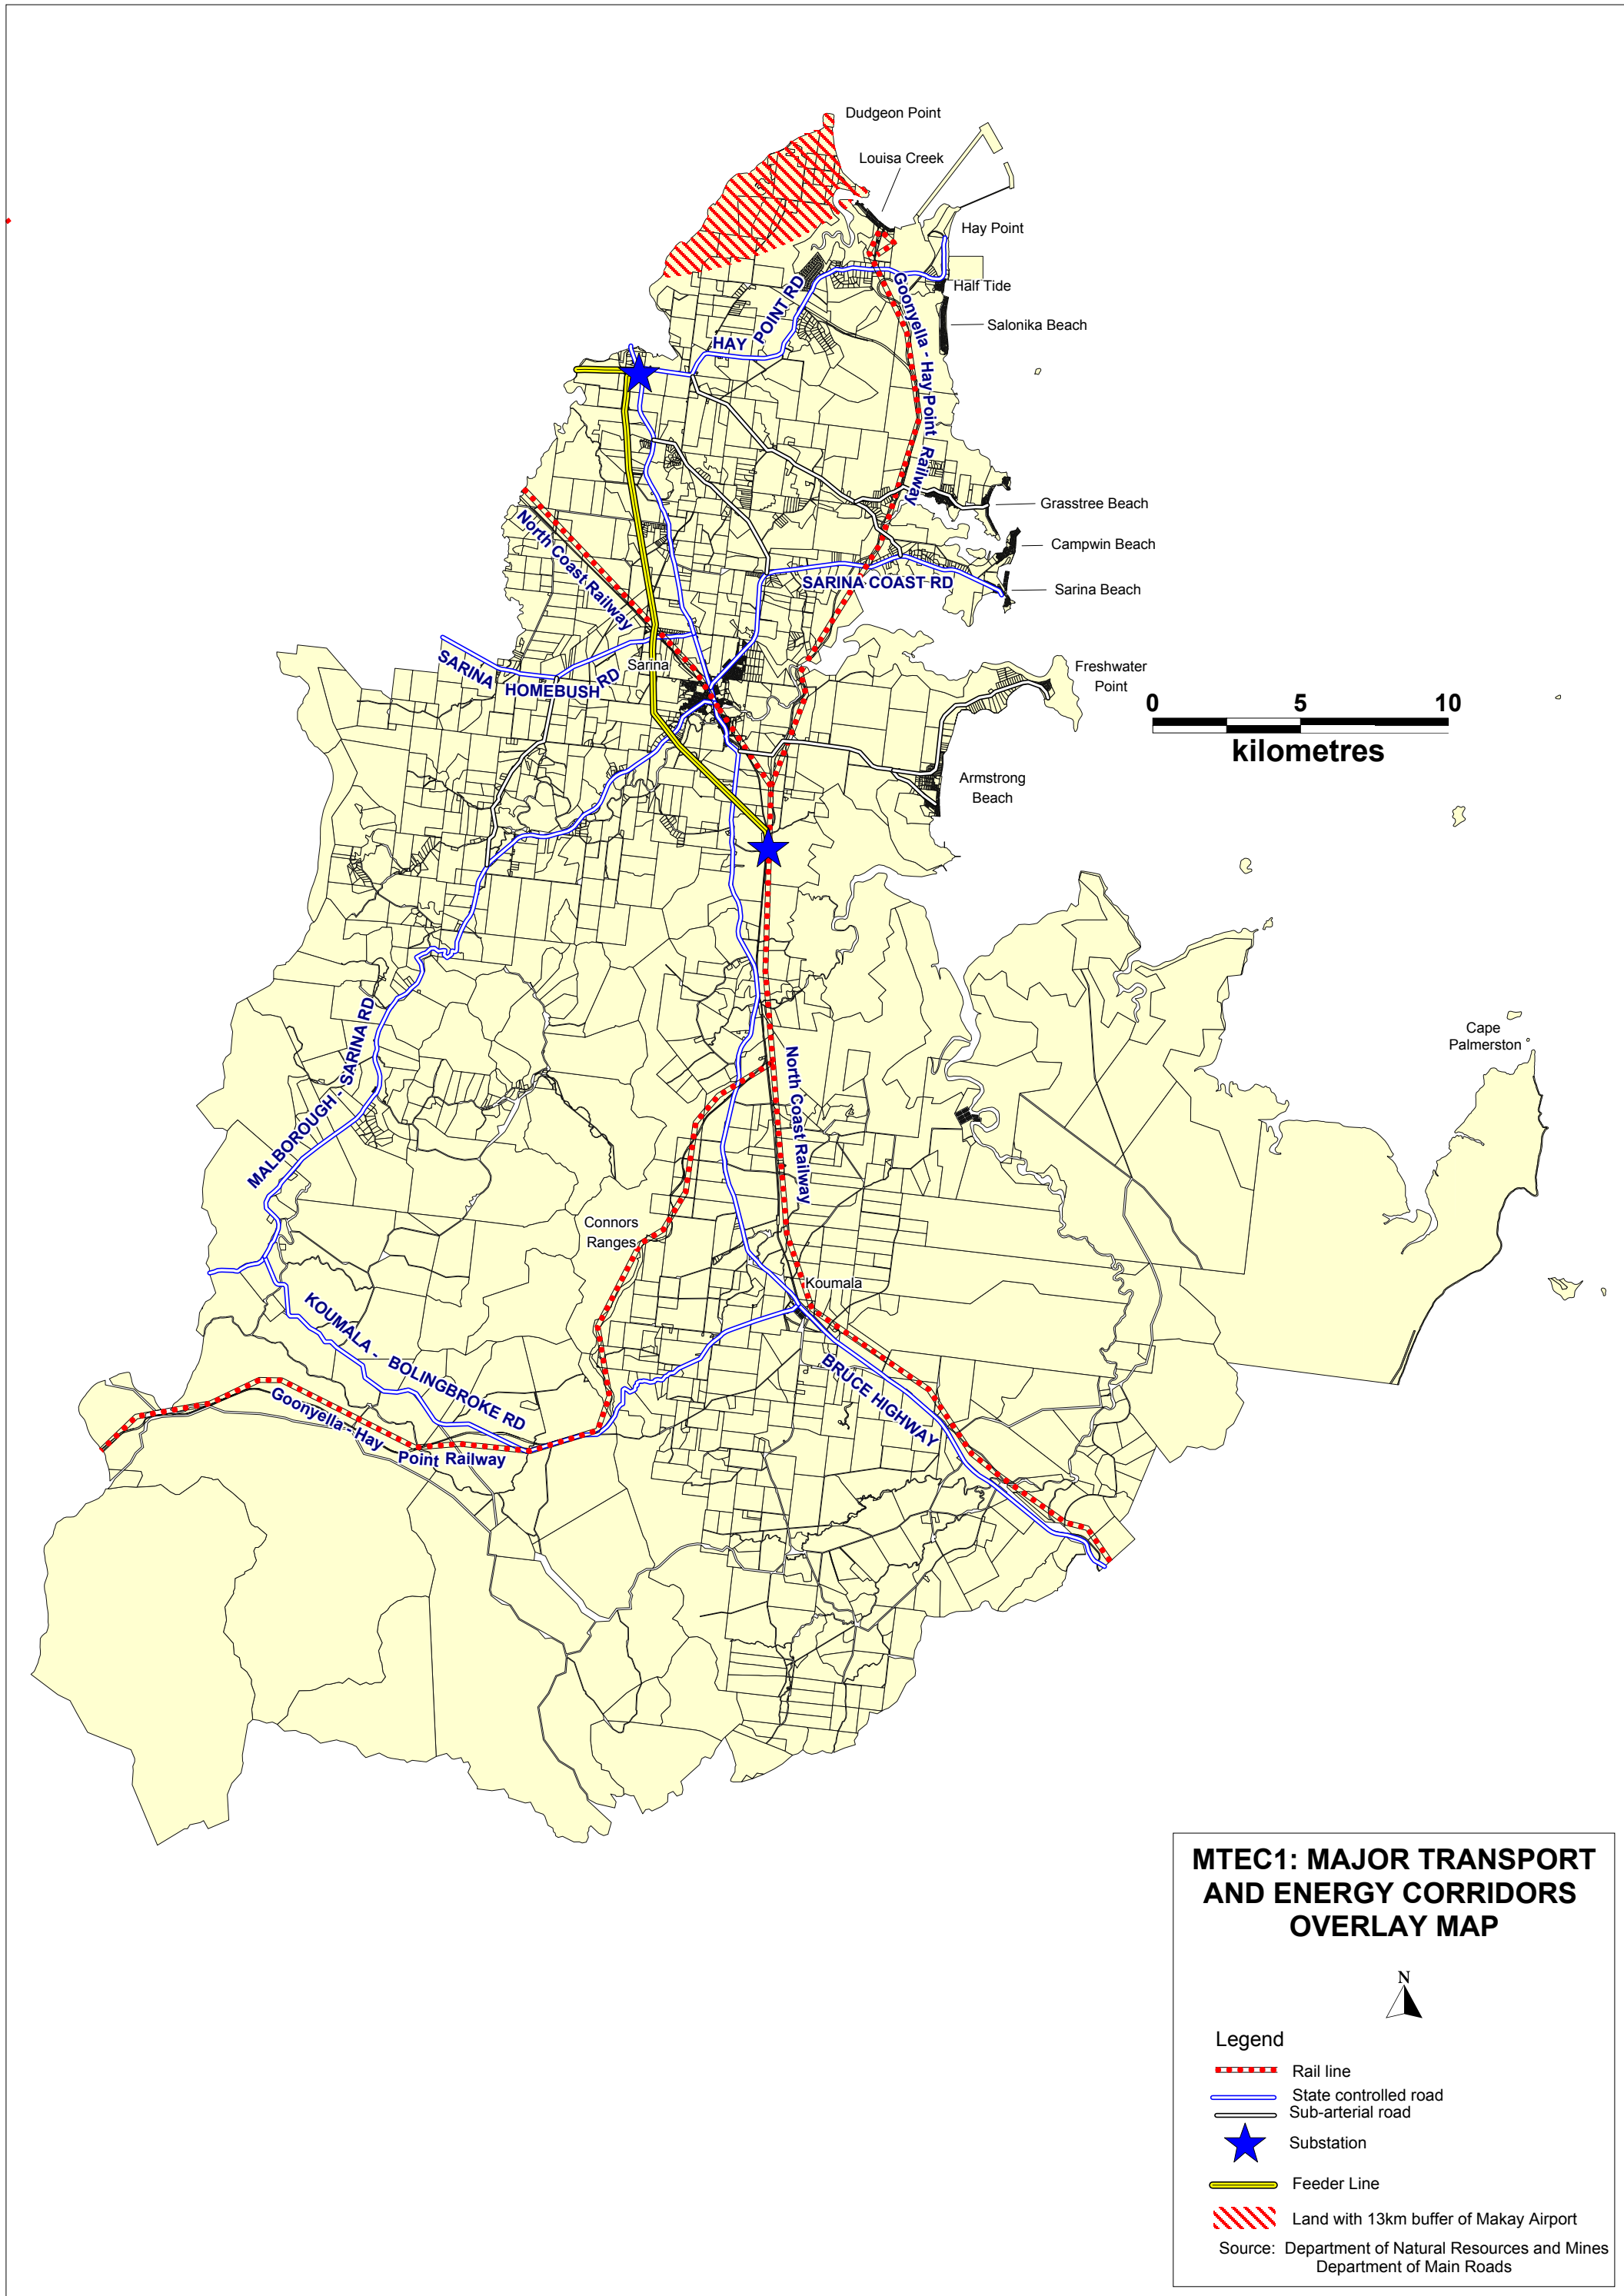 Dudgeon Point
Louisa Creek
Hay Point
Half Tide
Salonika Beach
HAY POINT RD
Goonyella - Hay Point Railway
Grasstree Beach
Campwin Beach
Sarina Beach
North Coast Railway
SARINA COAST RD
SARINA HOMEBUSH RD
Sarina
Freshwater
Point
0 5 10
kilometres
Armstrong
Beach
Cape
Palmerston
MALBOROUGH - SARINA RD
North Coast Railway
Connors
Ranges
Koumala
KOUMALA - BOLINGBROKE RD
BRUCE HIGHWAY
Goonyella - Hay Point Railway
MTEC1: MAJOR TRANSPORT
AND ENERGY CORRIDORS
OVERLAY MAP
N
Legend
Rail line
State controlled road
Sub-arterial road
Substation
Feeder Line
Land with 13km buffer of Makay Airport
Source: Department of Natural Resources and Mines
Department of Main Roads